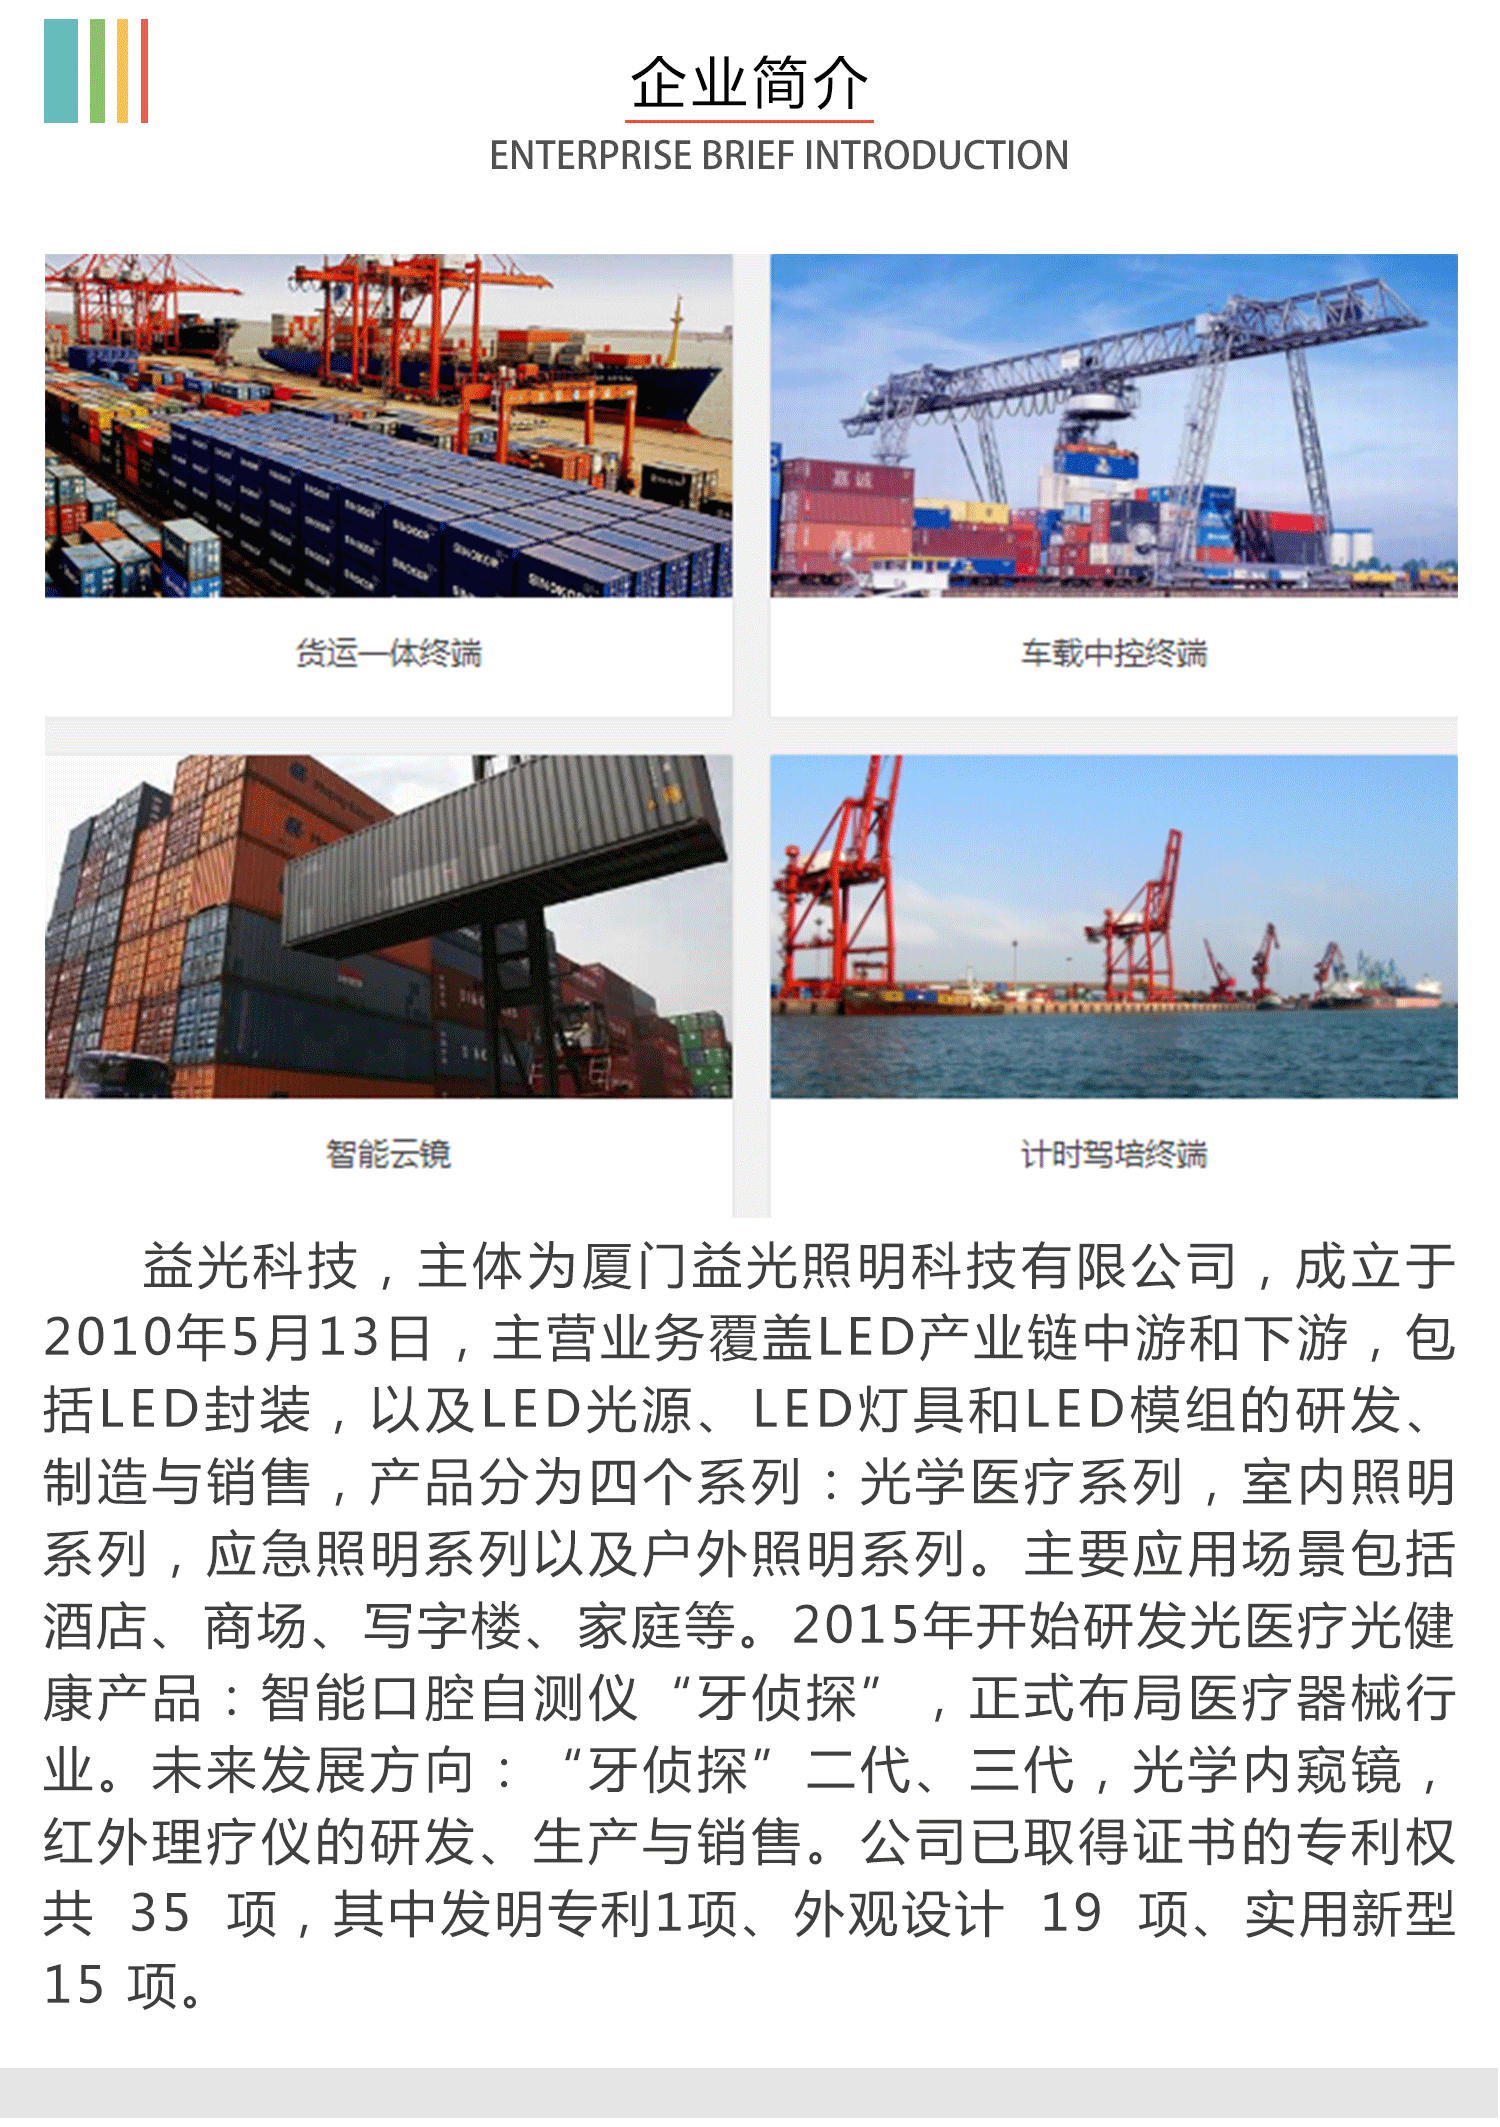 企业简介
ENTERPRISE BRIEF INTRODUCTION
嘉诚
嘉诚
货运一体终端
车载中控终端
智能云镜
计时驾培终端
益光科技，主体为厦门益光照明科技有限公司，成立于
2010年5月13日，主营业务覆盖LED产业链中游和下游，包
括LED封装，以及LED光源、LED灯具和LED模组的研发、
制造与销售，产品分为四个系列：光学医疗系列，室内照明
系列，应急照明系列以及户外照明系列。主要应用场景包括
酒店、商场、写字楼、家庭等。2015年开始研发光医疗光健
康产品：智能口腔自测仪“牙侦探”，正式布局医疗器械行
业。未来发展方向：“牙侦探”二代、三代，光学内窥镜，
红外理疗仪的研发、生产与销售。公司已取得证书的专利权
共 35 项，其中发明专利1项、外观设计 19 项、实用新型
15 项。